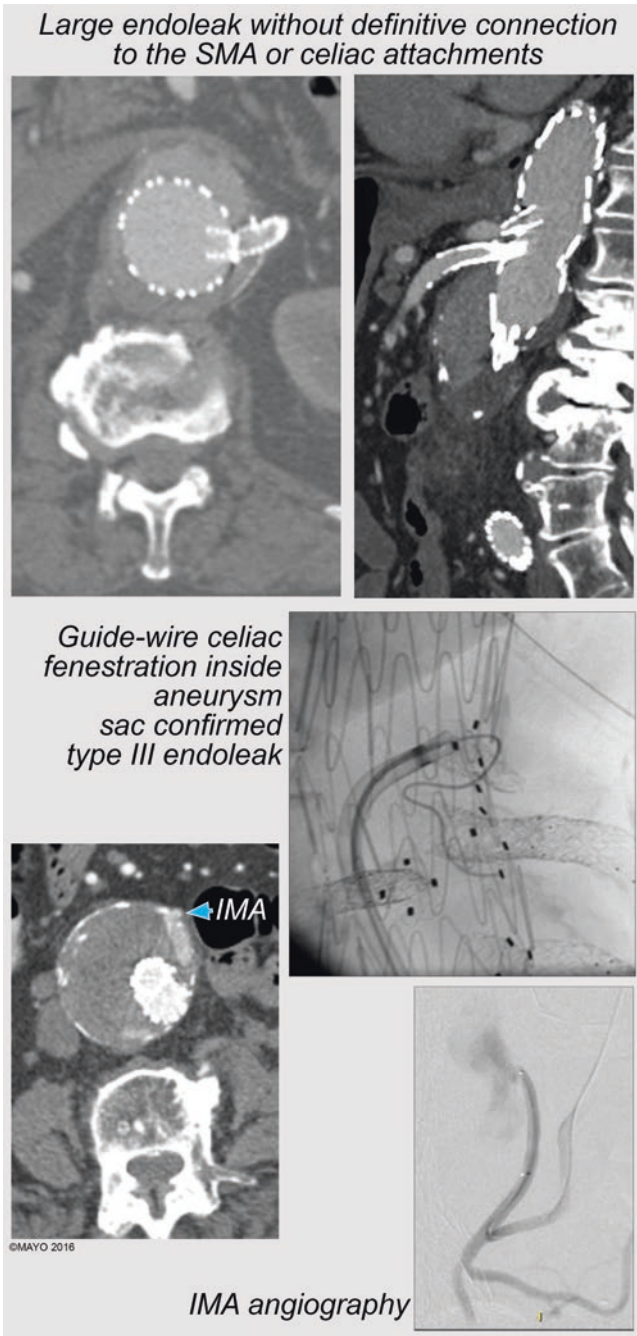 Large endoleak without definitive connection
to the SMA or celiac attachments
Guide-wire celiac
fenestration inside
aneurysm
sac confirmed
type III endoleak
IMA
©MAYO 2016
IMA angiography